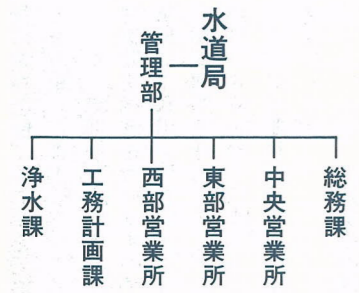 水道局
管理部
総務課
中央営業所
東部営業所
西部営業所
工務計画課
浄水課